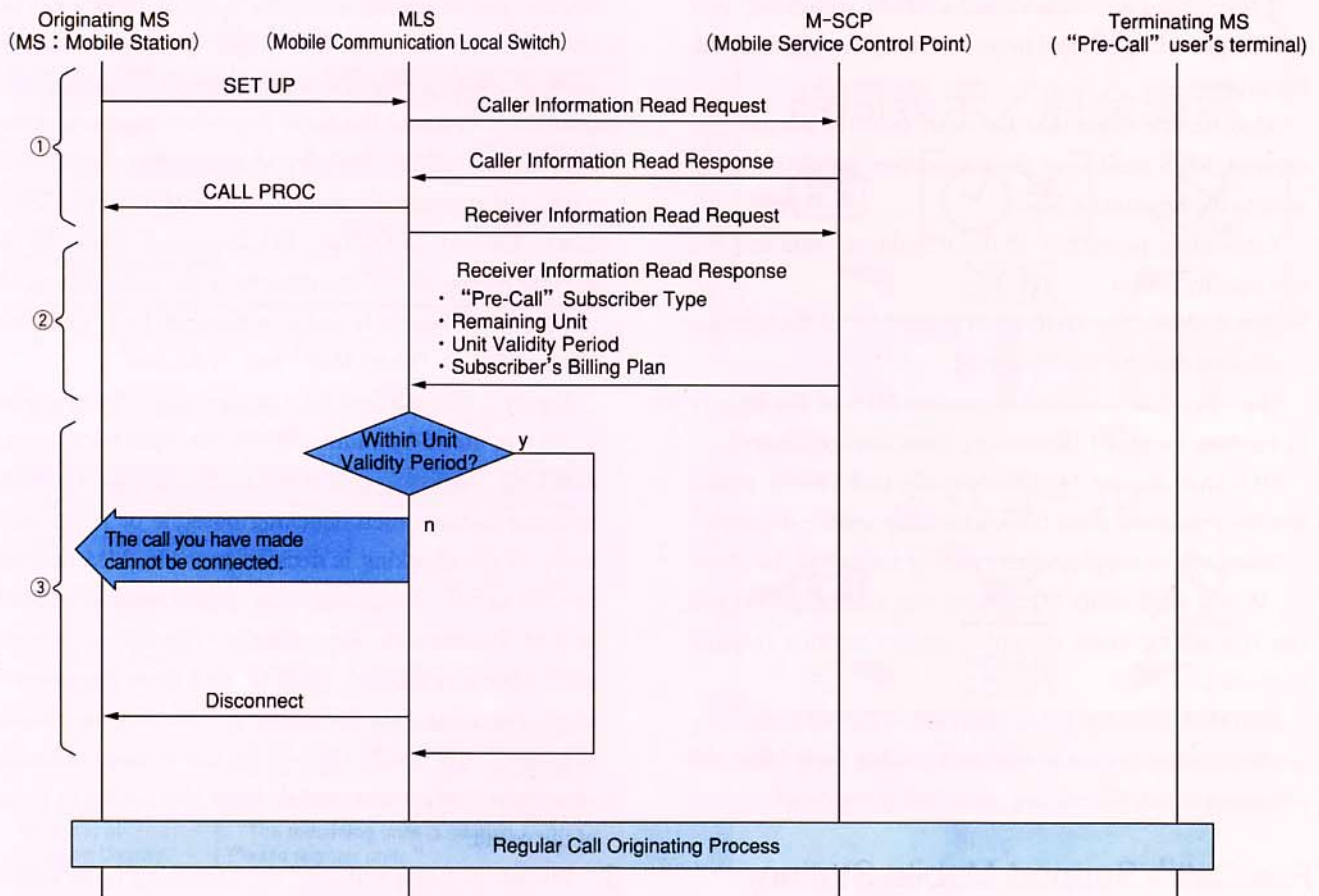 Originating MS
(MS：Mobile Station)
MLS
(Mobile Communication Local Switch)
M-SCP
(Mobile Service Control Point)
Terminating MS
( “Pre-Call” user's terminal)
①
SET UP
Caller Information Read Request
Caller Information Read Response
CALL PROC
Receiver Information Read Request
②
Receiver Information Read Response
・ “Pre-Call” Subscriber Type
・ Remaining Unit
・ Unit Validity Period
・ Subscriber's Billing Plan
③
Within Unit
Validity Period?
y
n
The call you have made
cannot be connected.
Disconnect
Regular Call Originating Process